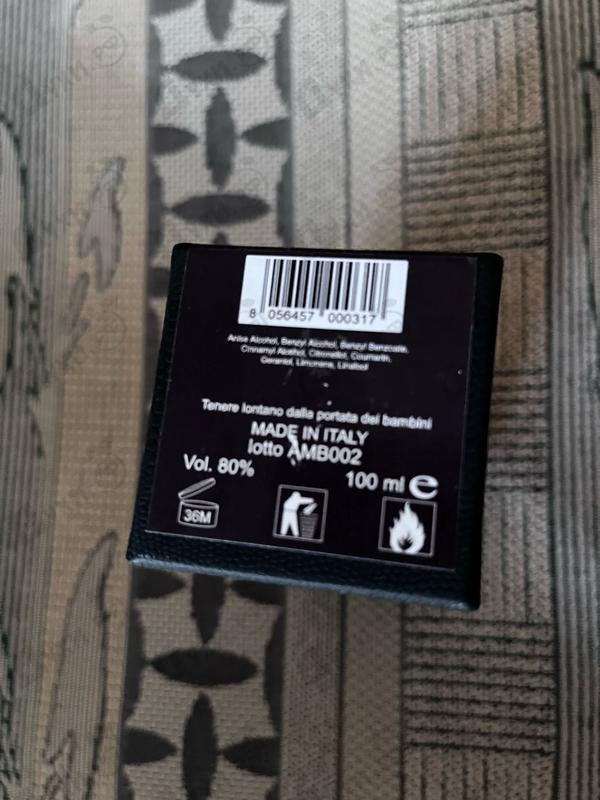 8 056457 000317
Anise Alcohol, Benzyl Alcohol, Benzyl Benzoate,
Cinnamyl Alcohol, Citronellol, Coumarin,
Geraniol, Limonene, Linalool
Tenere lontano dalla portata dei bambini
MADE IN ITALY
lotto AMB002
Vol. 80%
100 ml e
36M